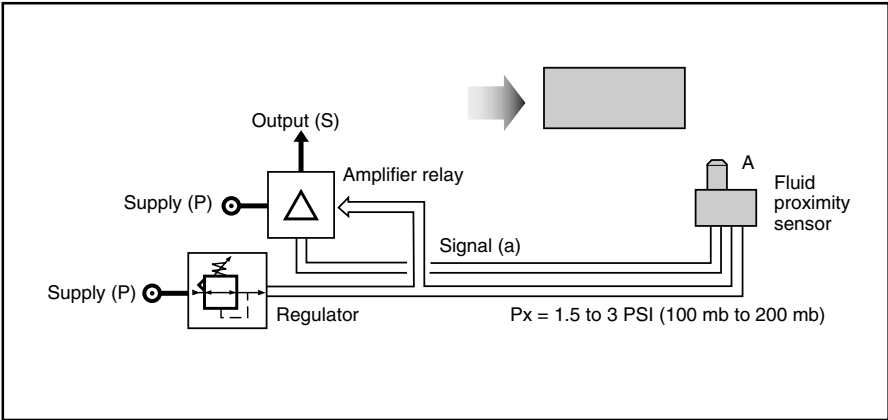 Output (S)
Amplifier relay
A
Supply (P)
Fluid
proximity
sensor
Signal (a)
Supply (P)
Regulator
Px = 1.5 to 3 PSI (100 mb to 200 mb)